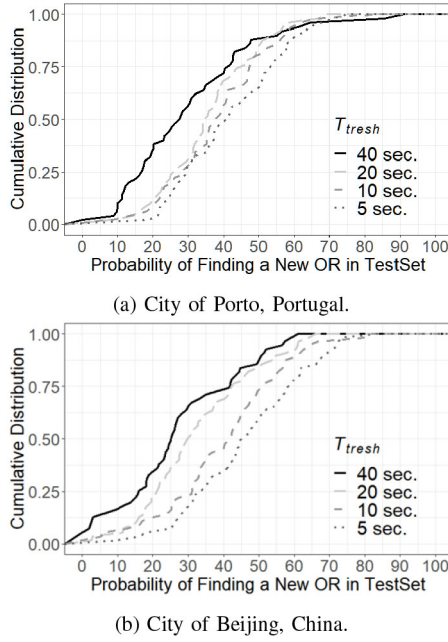 1.00
0.75
0.50
0.25
0.00
Cumulative Distribution
T_tresh
40 sec.
20 sec.
10 sec.
5 sec.
0 10 20 30 40 50 60 70 80 90 100
Probability of Finding a New OR in TestSet
(a) City of Porto, Portugal.
1.00
0.75
0.50
0.25
0.00
Cumulative Distribution
T_tresh
40 sec.
20 sec.
10 sec.
5 sec.
0 10 20 30 40 50 60 70 80 90 100
Probability of Finding a New OR in TestSet
(b) City of Beijing, China.